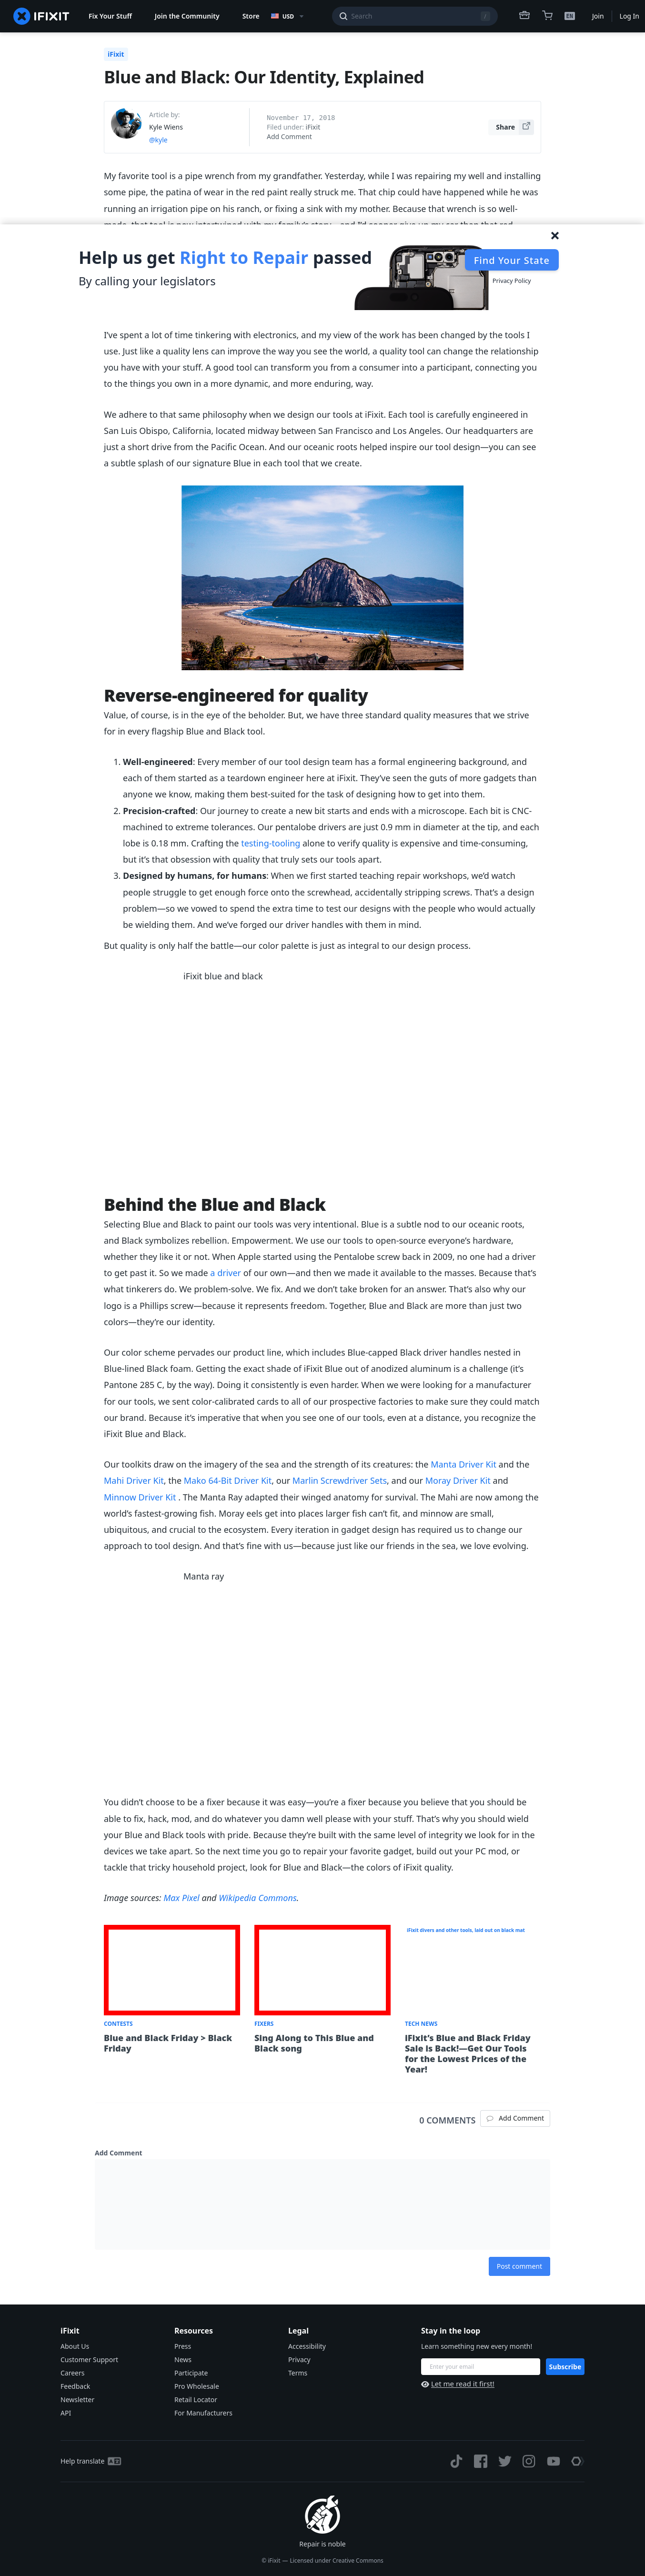 IFIXIT
Fix Your Stuff
Join the Community
Store
USD
Search
/
EN
Join
Log In
iFixit
Blue and Black: Our Identity, Explained
Article by:
Kyle Wiens
@kyle
November 17, 2018
Filed under: iFixit
Add Comment
Share
My favorite tool is a pipe wrench from my grandfather. Yesterday, while I was repairing my well and installing
some pipe, the patina of wear in the red paint really struck me. That chip could have happened while he was
running an irrigation pipe on his ranch, or fixing a sink with my mother. Because that wrench is so well-
Help us get Right to Repair passed
By calling your legislators
Find Your State
Privacy Policy
I've spent a lot of time tinkering with electronics, and my view of the work has been changed by the tools I
use. Just like a quality lens can improve the way you see the world, a quality tool can change the relationship
you have with your stuff. A good tool can transform you from a consumer into a participant, connecting you
to the things you own in a more dynamic, and more enduring, way.
We adhere to that same philosophy when we design our tools at iFixit. Each tool is carefully engineered in
San Luis Obispo, California, located midway between San Francisco and Los Angeles. Our headquarters are
just a short drive from the Pacific Ocean. And our oceanic roots helped inspire our tool design—you can see
a subtle splash of our signature Blue in each tool that we create.
Reverse-engineered for quality
Value, of course, is in the eye of the beholder. But, we have three standard quality measures that we strive
for in every flagship Blue and Black tool.
1. Well-engineered: Every member of our tool design team has a formal engineering background, and
each of them started as a teardown engineer here at iFixit. They've seen the guts of more gadgets than
anyone we know, making them best-suited for the task of designing how to get into them.
2. Precision-crafted: Our journey to create a new bit starts and ends with a microscope. Each bit is CNC-
machined to extreme tolerances. Our pentalobe drivers are just 0.9 mm in diameter at the tip, and each
lobe is 0.18 mm. Crafting the testing-tooling alone to verify quality is expensive and time-consuming,
but it's that obsession with quality that truly sets our tools apart.
3. Designed by humans, for humans: When we first started teaching repair workshops, we'd watch
people struggle to get enough force onto the screwhead, accidentally stripping screws. That's a design
problem—so we vowed to spend the extra time to test our designs with the people who would actually
be wielding them. And we've forged our driver handles with them in mind.
But quality is only half the battle—our color palette is just as integral to our design process.
iFixit blue and black
Behind the Blue and Black
Selecting Blue and Black to paint our tools was very intentional. Blue is a subtle nod to our oceanic roots,
and Black symbolizes rebellion. Empowerment. We use our tools to open-source everyone's hardware,
whether they like it or not. When Apple started using the Pentalobe screw back in 2009, no one had a driver
to get past it. So we made a driver of our own—and then we made it available to the masses. Because that's
what tinkerers do. We problem-solve. We fix. And we don't take broken for an answer. That's also why our
logo is a Phillips screw—because it represents freedom. Together, Blue and Black are more than just two
colors—they're our identity.
Our color scheme pervades our product line, which includes Blue-capped Black driver handles nested in
Blue-lined Black foam. Getting the exact shade of iFixit Blue out of anodized aluminum is a challenge (it's
Pantone 285 C, by the way). Doing it consistently is even harder. When we were looking for a manufacturer
for our tools, we sent color-calibrated cards to all of our prospective factories to make sure they could match
our brand. Because it's imperative that when you see one of our tools, even at a distance, you recognize the
iFixit Blue and Black.
Our toolkits draw on the imagery of the sea and the strength of its creatures: the Manta Driver Kit and the
Mahi Driver Kit, the Mako 64-Bit Driver Kit, our Marlin Screwdriver Sets, and our Moray Driver Kit and
Minnow Driver Kit . The Manta Ray adapted their winged anatomy for survival. The Mahi are now among the
world's fastest-growing fish. Moray eels get into places larger fish can't fit, and minnow are small,
ubiquitous, and crucial to the ecosystem. Every iteration in gadget design has required us to change our
approach to tool design. And that's fine with us—because just like our friends in the sea, we love evolving.
Manta ray
You didn't choose to be a fixer because it was easy—you're a fixer because you believe that you should be
able to fix, hack, mod, and do whatever you damn well please with your stuff. That's why you should wield
your Blue and Black tools with pride. Because they're built with the same level of integrity we look for in the
devices we take apart. So the next time you go to repair your favorite gadget, build out your PC mod, or
tackle that tricky household project, look for Blue and Black—the colors of iFixit quality.
Image sources: Max Pixel and Wikipedia Commons.
iFixit divers and other tools, laid out on black mat
CONTESTS
Blue and Black Friday > Black
Friday
FIXERS
Sing Along to This Blue and
Black song
TECH NEWS
iFixit's Blue and Black Friday
Sale is Back!—Get Our Tools
for the Lowest Prices of the
Year!
0 COMMENTS
Add Comment
Add Comment
Post comment
iFixit
About Us
Customer Support
Careers
Feedback
Newsletter
API
Resources
Press
News
Participate
Pro Wholesale
Retail Locator
For Manufacturers
Legal
Accessibility
Privacy
Terms
Stay in the loop
Learn something new every month!
Enter your email
Subscribe
Let me read it first!
Help translate
Repair is noble
© iFixit — Licensed under Creative Commons